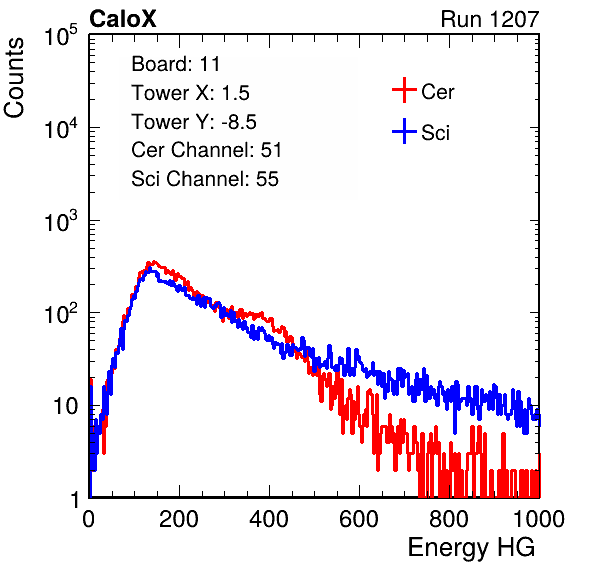 CaloX Run 1207
Counts
Board: 11
Tower X: 1.5
Tower Y: -8.5
Cer Channel: 51
Sci Channel: 55
Cer
Sci
10^5
10^4
10^3
10^2
10
1
0 200 400 600 800 1000
Energy HG